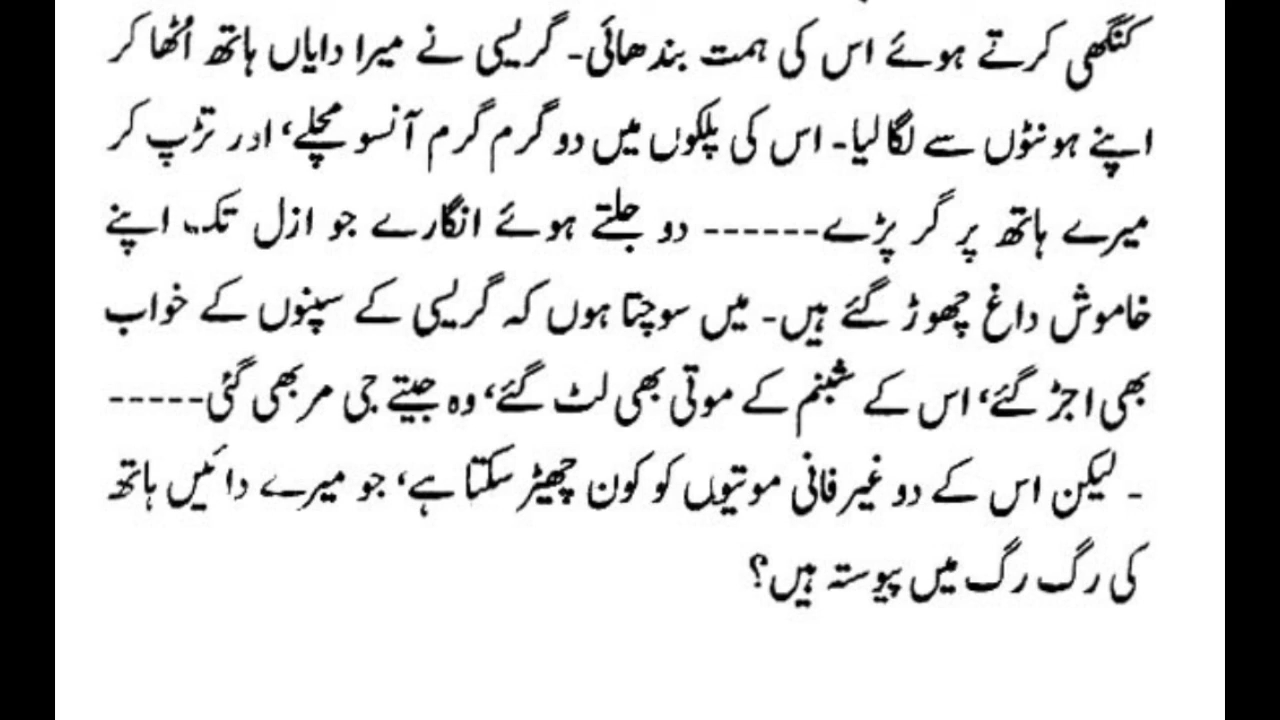 کنگھی کرتے ہوئے اس کی ہمت بندھائی۔ گریسی نے میرا دایاں ہاتھ اُٹھا کر
اپنے ہونٹوں سے لگا لیا۔ اس کی پلکوں میں دو گرم گرم آنسو مچلے، اور تڑپ کر
میرے ہاتھ پر گر پڑے------ دو جلتے ہوئے انگارے جو ازل تک اپنے
خاموش داغ چھوڑ گئے ہیں۔ میں سوچتا ہوں کہ گریسی کے سپنوں کے خواب
بھی اجڑ گئے، اس کے شبنم کے موتی بھی لٹ گئے، وہ جیتے جی مر بھی گئی-----
۔ لیکن اس کے دو غیر فانی موتیوں کو کون چھیڑ سکتا ہے، جو میرے دائیں ہاتھ
کی رگ رگ میں پیوستہ ہیں؟